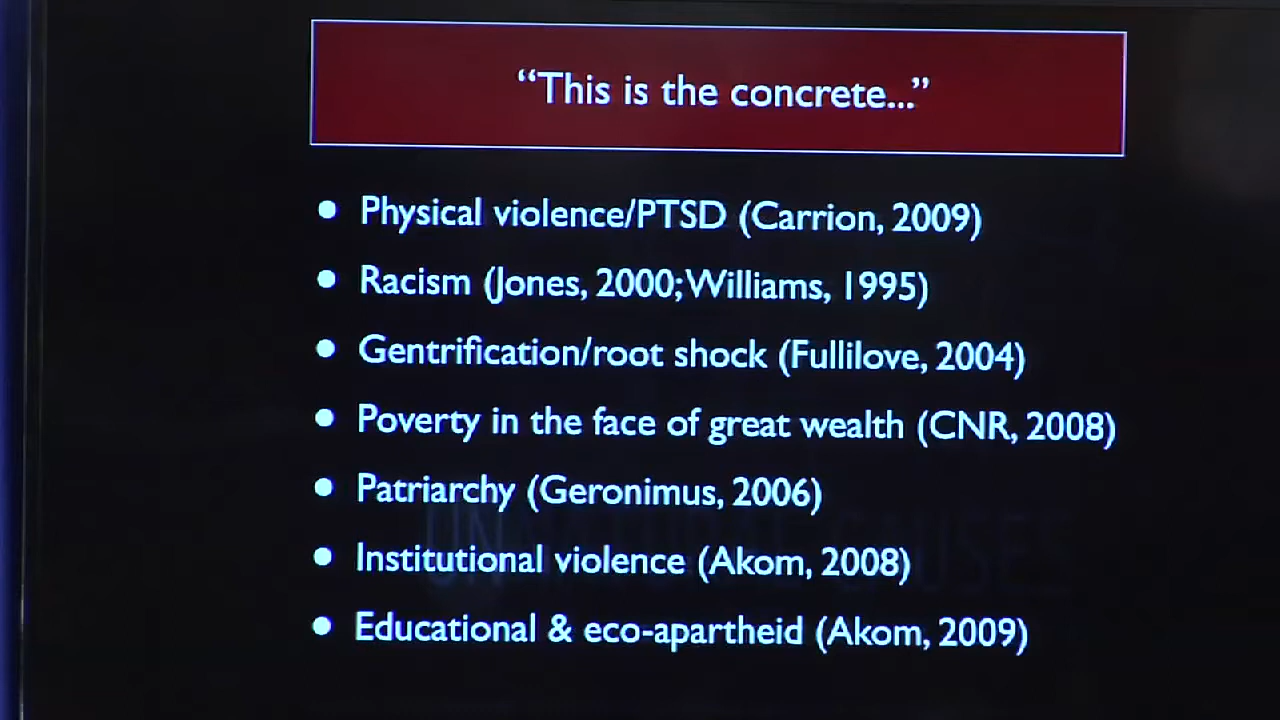 “This is the concrete...”
• Physical violence/PTSD (Carrion, 2009)
• Racism (Jones, 2000; Williams, 1995)
• Gentrification/root shock (Fullilove, 2004)
• Poverty in the face of great wealth (CNR, 2008)
• Patriarchy (Geronimus, 2006)
• Institutional violence (Akom, 2008)
• Educational & eco-apartheid (Akom, 2009)